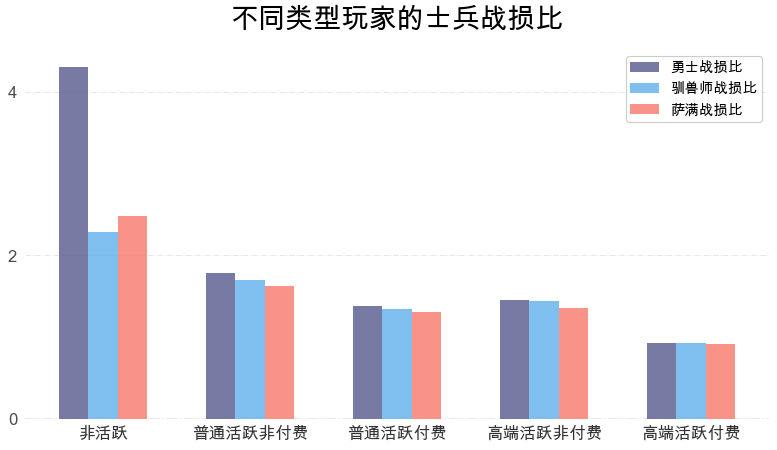 不同类型玩家的士兵战损比
勇士战损比
驯兽师战损比
萨满战损比
4
2
0
非活跃
普通活跃非付费
普通活跃付费
高端活跃非付费
高端活跃付费